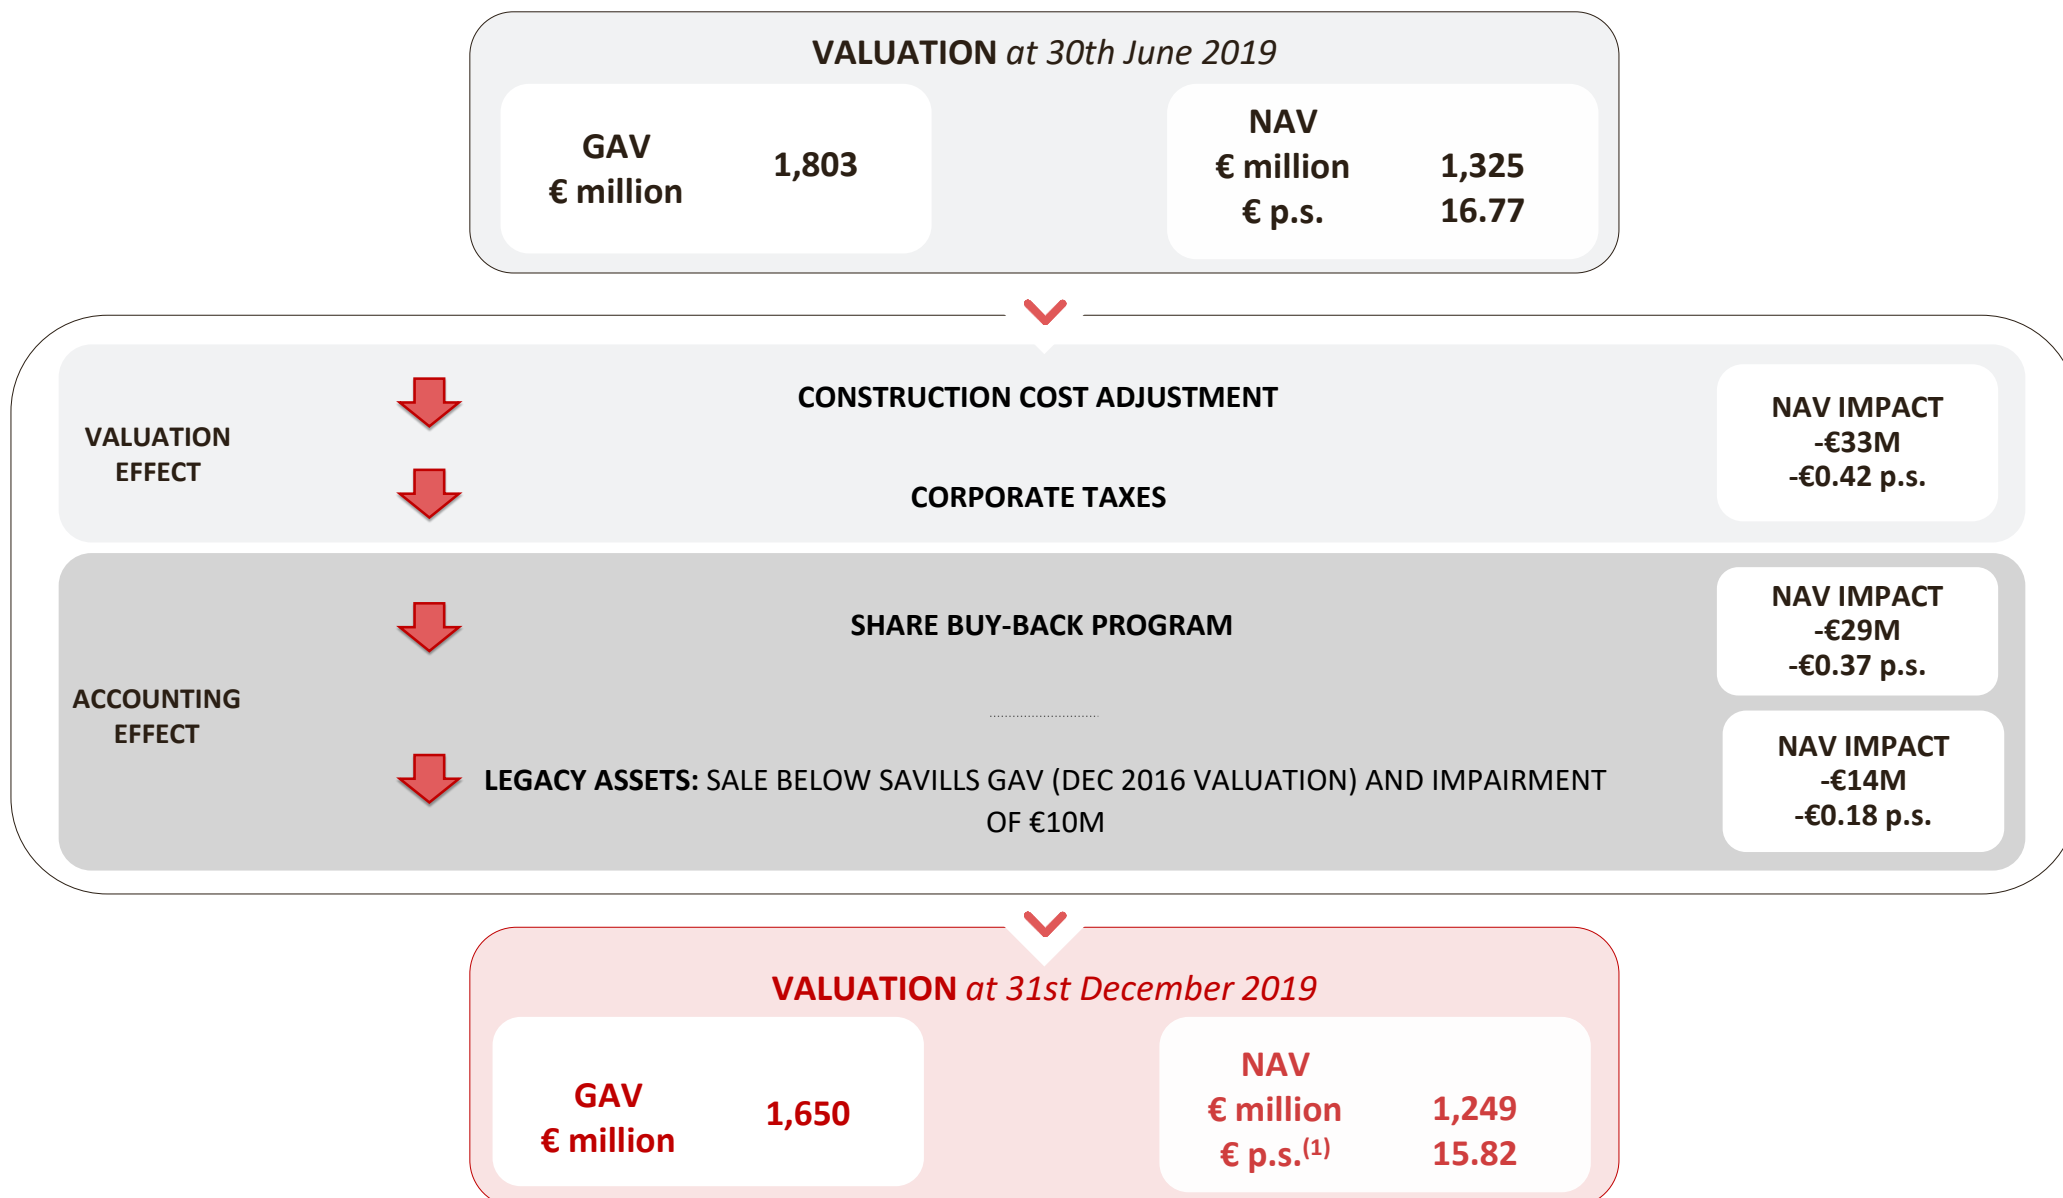 VALUATION at 30th June 2019
GAV
€ million
1,803
NAV
€ million
1,325
€ p.s.
16.77
VALUATION
EFFECT
CONSTRUCTION COST ADJUSTMENT
CORPORATE TAXES
NAV IMPACT
-€33M
-€0.42 p.s.
ACCOUNTING
EFFECT
SHARE BUY-BACK PROGRAM
NAV IMPACT
-€29M
-€0.37 p.s.
LEGACY ASSETS: SALE BELOW SAVILLS GAV (DEC 2016 VALUATION) AND IMPAIRMENT
OF €10M
NAV IMPACT
-€14M
-€0.18 p.s.
VALUATION at 31st December 2019
GAV
€ million
1,650
NAV
€ million
1,249
€ p.s.(1)
15.82